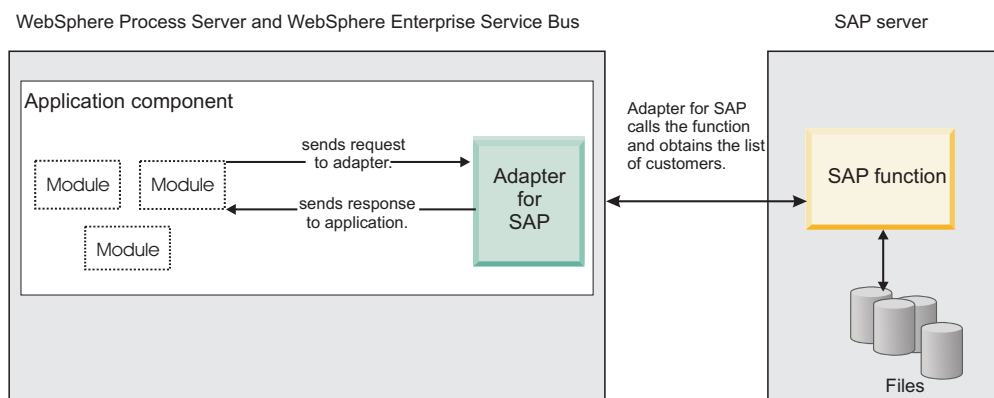 WebSphere Process Server and WebSphere Enterprise Service Bus
SAP server
Application component
Module
Module
Module
sends request
to adapter.
sends response
to application.
Adapter
for
SAP
Adapter for SAP
calls the function
and obtains the list
of customers.
SAP function
Files